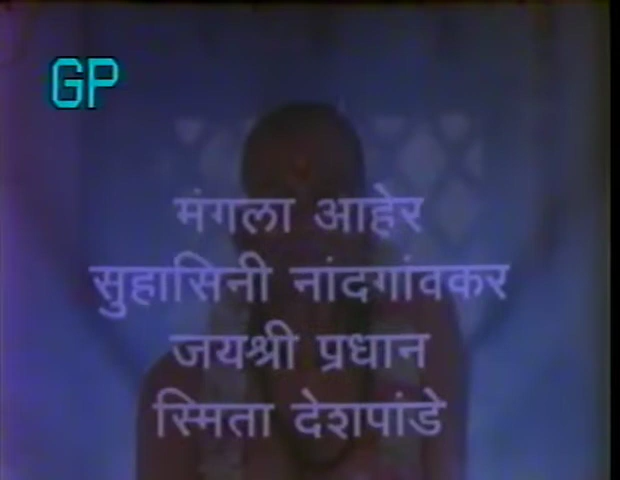 GP
मंगला आहेर
सुहासिनी नांदगांवकर
जयश्री प्रधान
स्मिता देशपांडे